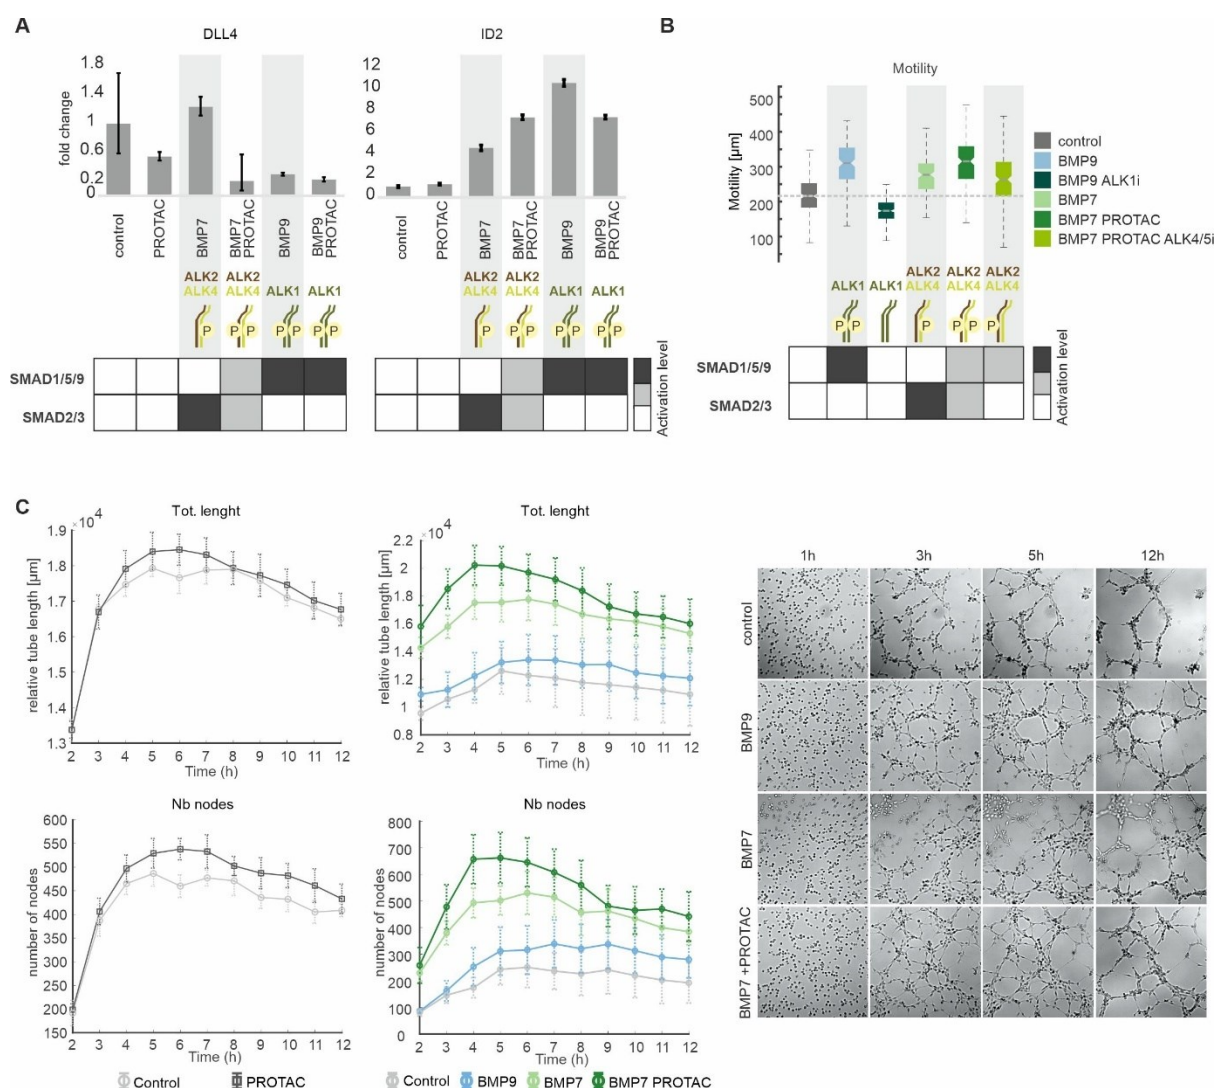 A
DLL4
fold change
1.8
1.4
1
0.6
0.2
control
PROTAC
BMP7
BMP7
PROTAC
BMP9
BMP9
PROTAC
ALK2
ALK4
ALK2
ALK4
ALK1
ALK1
P
P P
P P
P P
SMAD1/5/9
SMAD2/3
ID2
12
10
8
6
4
2
0
control
PROTAC
BMP7
BMP7
PROTAC
BMP9
BMP9
PROTAC
ALK2
ALK4
ALK2
ALK4
ALK1
ALK1
P
P P
P P
P P
Activation level
B
Motility
Motility [µm]
500
400
300
200
100
control
BMP9
BMP9 ALK1i
BMP7
BMP7 PROTAC
BMP7 PROTAC ALK4/5i
ALK1
ALK1
ALK2
ALK4
ALK2
ALK4
ALK2
ALK4
P P
P
P P
P
SMAD1/5/9
SMAD2/3
Activation level
C
Tot. lenght
× 10⁴
relative tube length [µm]
1.9
1.8
1.7
1.6
1.5
1.4
1.3
2 3 4 5 6 7 8 9 10 11 12
Time (h)
Tot. lenght
× 10⁴
relative tube length [µm]
2.2
2
1.8
1.6
1.4
1.2
1
0.8
2 3 4 5 6 7 8 9 10 11 12
Time (h)
Nb nodes
number of nodes
600
550
500
450
400
350
300
250
200
150
2 3 4 5 6 7 8 9 10 11 12
Time (h)
Control
PROTAC
Nb nodes
number of nodes
800
700
600
500
400
300
200
100
0
2 3 4 5 6 7 8 9 10 11 12
Time (h)
Control
BMP9
BMP7
BMP7 PROTAC
1h 3h 5h 12h
control
BMP9
BMP7
BMP7 +PROTAC